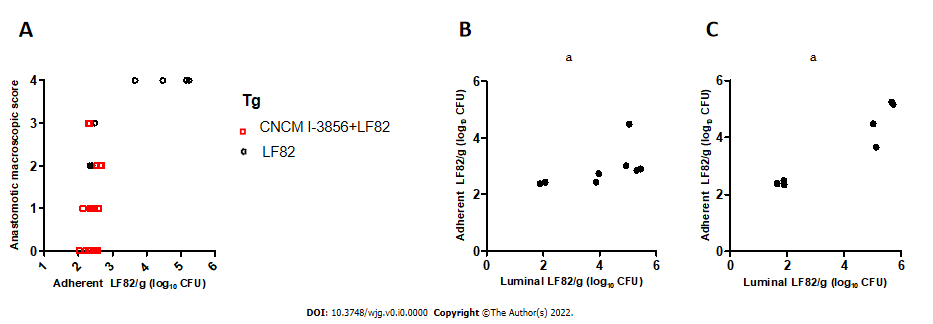 A
B
C
a
a
Anastomotic macroscopic score
4
3
2
1
0
1 2 3 4 5 6
Adherent LF82/g (log10 CFU)
Tg
CNCM I-3856+LF82
LF82
Adherent LF82/g (log10 CFU)
6
4
2
0
0 2 4 6
Luminal LF82/g (log10 CFU)
Adherent LF82/g (log10 CFU)
6
4
2
0
0 2 4 6
Luminal LF82/g (log10 CFU)
DOI: 10.3748/wjg.v0.i0.0000 Copyright ©The Author(s) 2022.